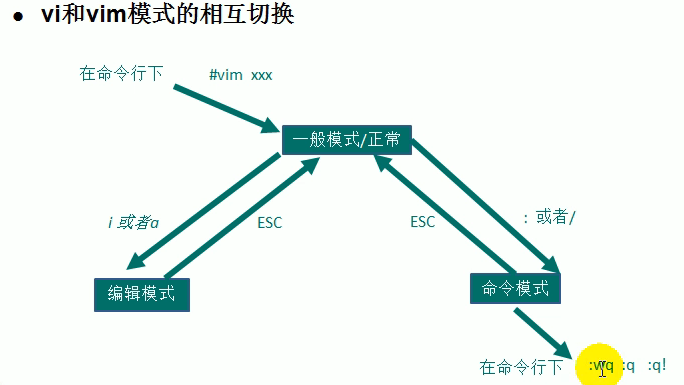 ● vi和vim模式的相互切换
在命令行下 #vim xxx
一般模式/正常
i 或者a
ESC
ESC
: 或者/
编辑模式
命令模式
在命令行下 :wq :q :q!